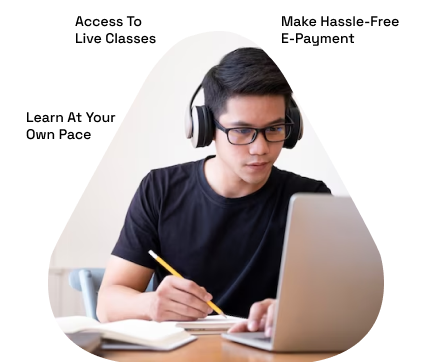 Access To
Live Classes
Make Hassle-Free
E-Payment
Learn At Your
Own Pace